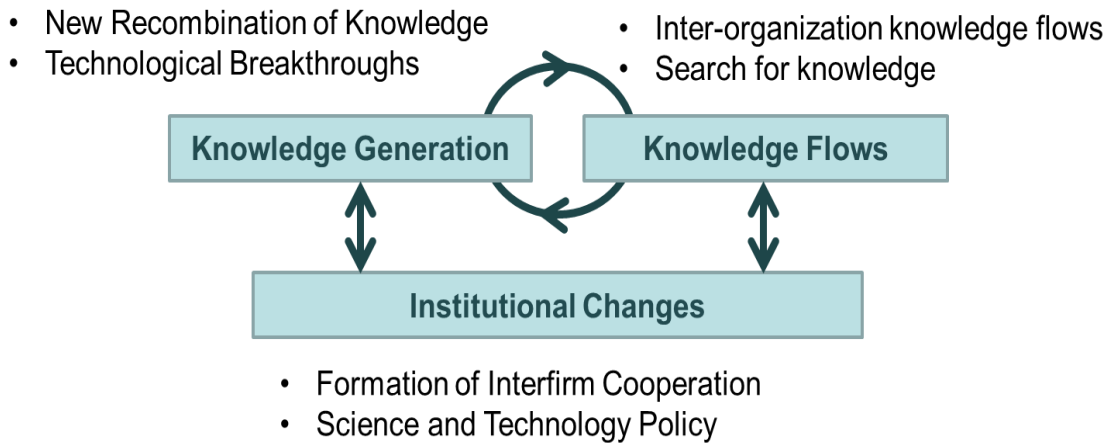 • New Recombination of Knowledge
• Technological Breakthroughs
• Inter-organization knowledge flows
• Search for knowledge
Knowledge Generation
Knowledge Flows
Institutional Changes
• Formation of Interfirm Cooperation
• Science and Technology Policy